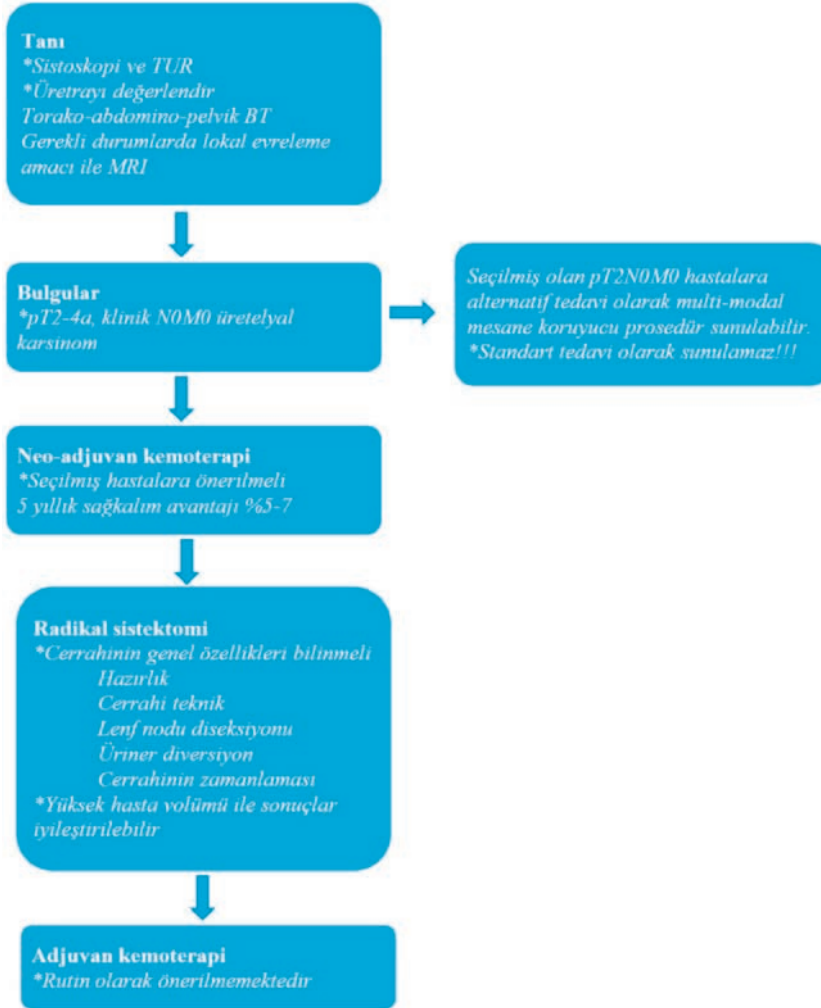 Tanı
*Sistoskopi ve TUR
*Üretrayı değerlendir
Torako-abdomino-pelvik BT
Gerekli durumlarda lokal evreleme
amacı ile MRI
Bulgular
*pT2-4a, klinik N0M0 üretelyal
karsinom
Seçilmiş olan pT2N0M0 hastalara
alternatif tedavi olarak multi-modal
mesane koruyucu prosedür sunulabilir.
*Standart tedavi olarak sunulamaz!!!
Neo-adjuvan kemoterapi
*Seçilmiş hastalara önerilmeli
5 yıllık sağkalım avantajı %5-7
Radikal sistektomi
*Cerrahinin genel özellikleri bilinmeli
Hazırlık
Cerrahi teknik
Lenf nodu diseksiyonu
Üriner diversiyon
Cerrahinin zamanlaması
*Yüksek hasta volümü ile sonuçlar
iyileştirilebilir
Adjuvan kemoterapi
*Rutin olarak önerilmemektedir